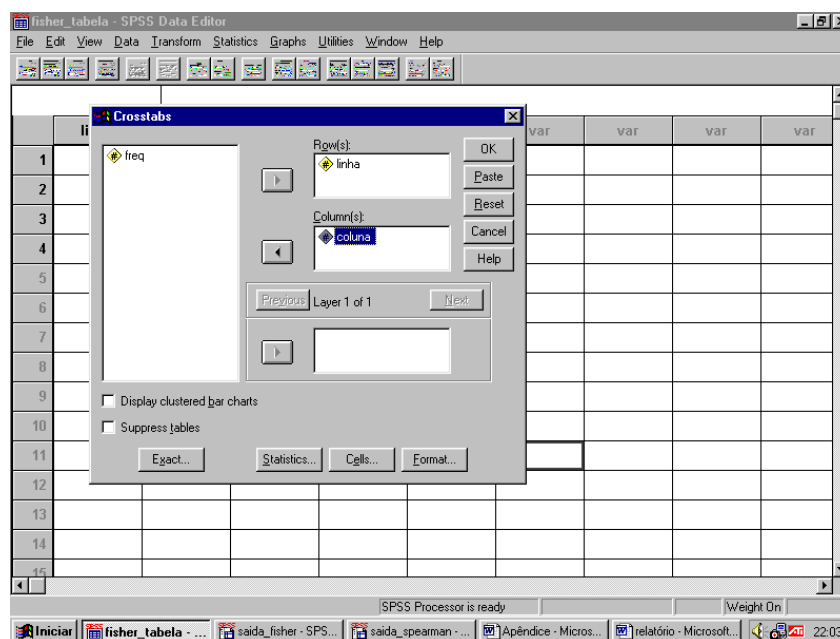 fisher_tabela - SPSS Data Editor
File Edit View Data Transform Statistics Graphs Utilities Window Help
Crosstabs
li
var var var var
1
2
3
4
5
6
7
8
9
10
11
12
13
14
15
# freq
Row(s):
# linha
Column(s):
# coluna
OK
Paste
Reset
Cancel
Help
Previous Layer 1 of 1 Next
Display clustered bar charts
Suppress tables
Exact... Statistics... Cells... Format...
SPSS Processor is ready Weight On
Iniciar fisher_tabela - ... saida_fisher - SPS... saida_spearman - ... Apêndice - Micros... relatório - Microsoft...